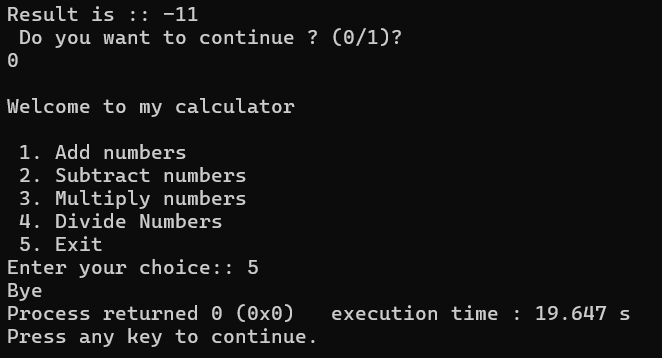 Result is :: -11
Do you want to continue ? (0/1)?
0
Welcome to my calculator
1. Add numbers
2. Subtract numbers
3. Multiply numbers
4. Divide Numbers
5. Exit
Enter your choice:: 5
Bye
Process returned 0 (0x0)   execution time : 19.647 s
Press any key to continue.